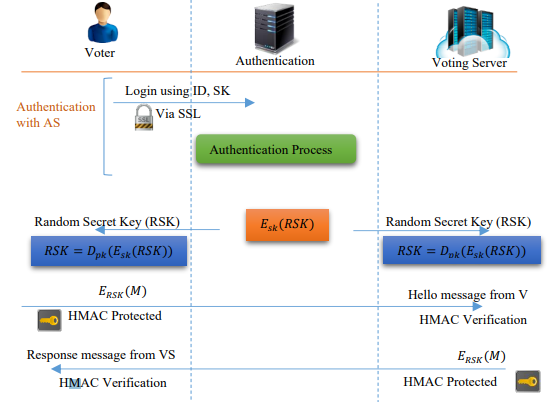 Voter
Authentication
Voting Server
Login using ID, SK
Authentication
with AS
SSL
Via SSL
Authentication Process
Random Secret Key (RSK)
E_sk(RSK)
Random Secret Key (RSK)
RSK = D_pk(E_sk(RSK))
RSK = D_pk(E_sk(RSK))
E_RSK(M)
Hello message from V
HMAC Protected
HMAC Verification
Response message from VS
E_RSK(M)
HMAC Verification
HMAC Protected